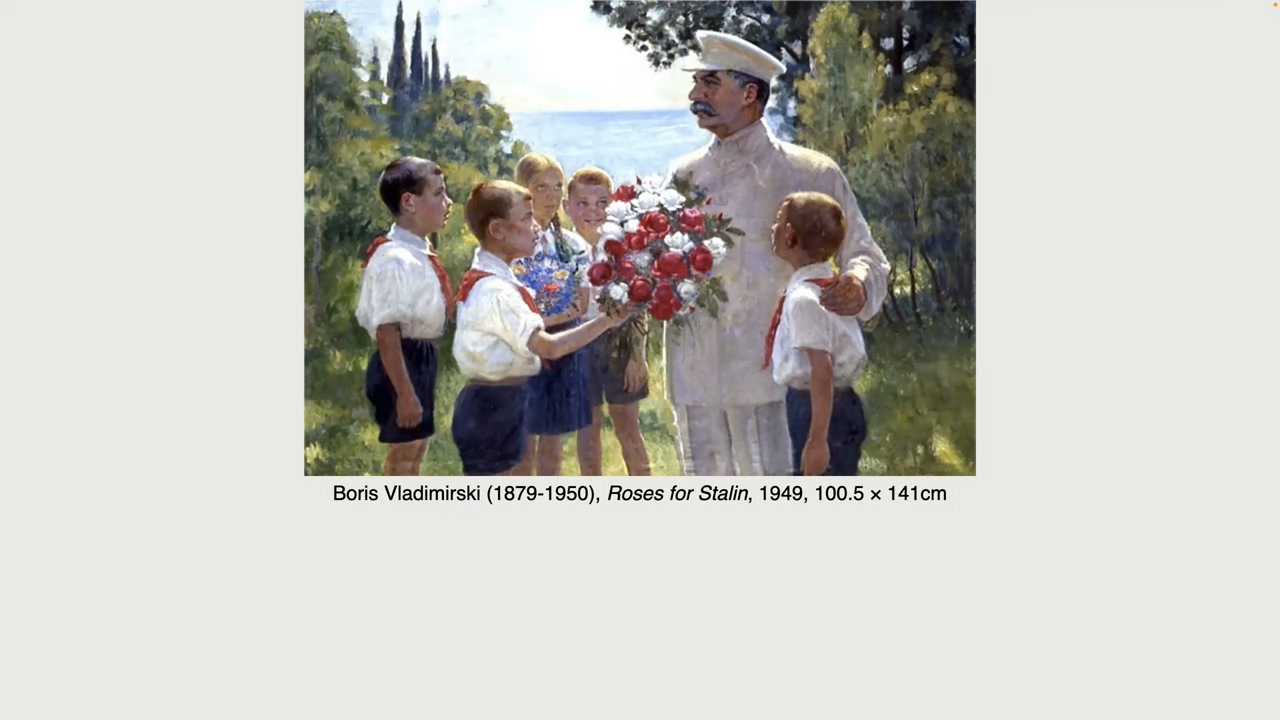 Boris Vladimirski (1879-1950), Roses for Stalin, 1949, 100.5 × 141cm